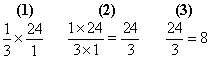 (1) (2) (3)
1/3 × 24/1   1×24/3×1 = 24/3   24/3 = 8